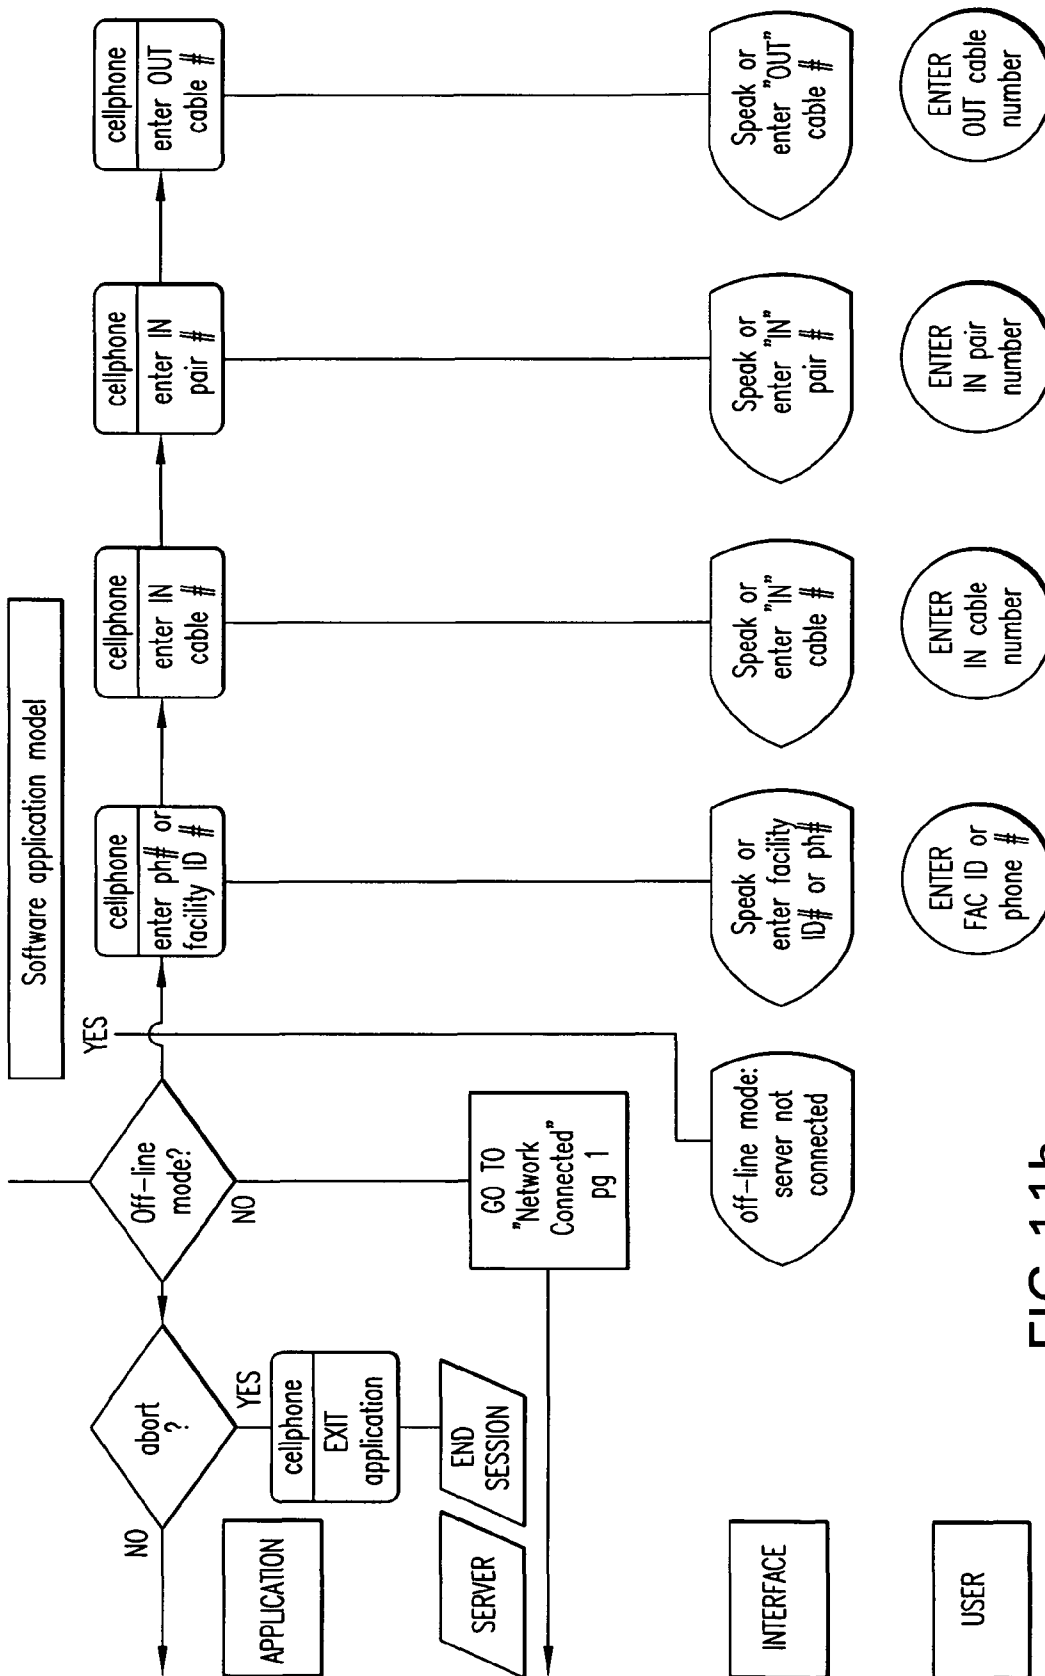 Software application model
NO
abort
?
YES
Off-line
mode?
YES
NO
cellphone
enter ph# or
facility ID #
cellphone
enter IN
cable #
cellphone
enter IN
pair #
cellphone
enter OUT
cable #
APPLICATION
cellphone
EXIT
application
SERVER
END
SESSION
GO TO
"Network
Connected"
pg 1
INTERFACE
off-line mode:
server not
connected
Speak or
enter facility
ID# or ph#
Speak or
enter "IN"
cable #
Speak or
enter "IN"
pair #
Speak or
enter "OUT"
cable #
USER
ENTER
FAC ID or
phone #
ENTER
IN cable
number
ENTER
IN pair
number
ENTER
OUT cable
number